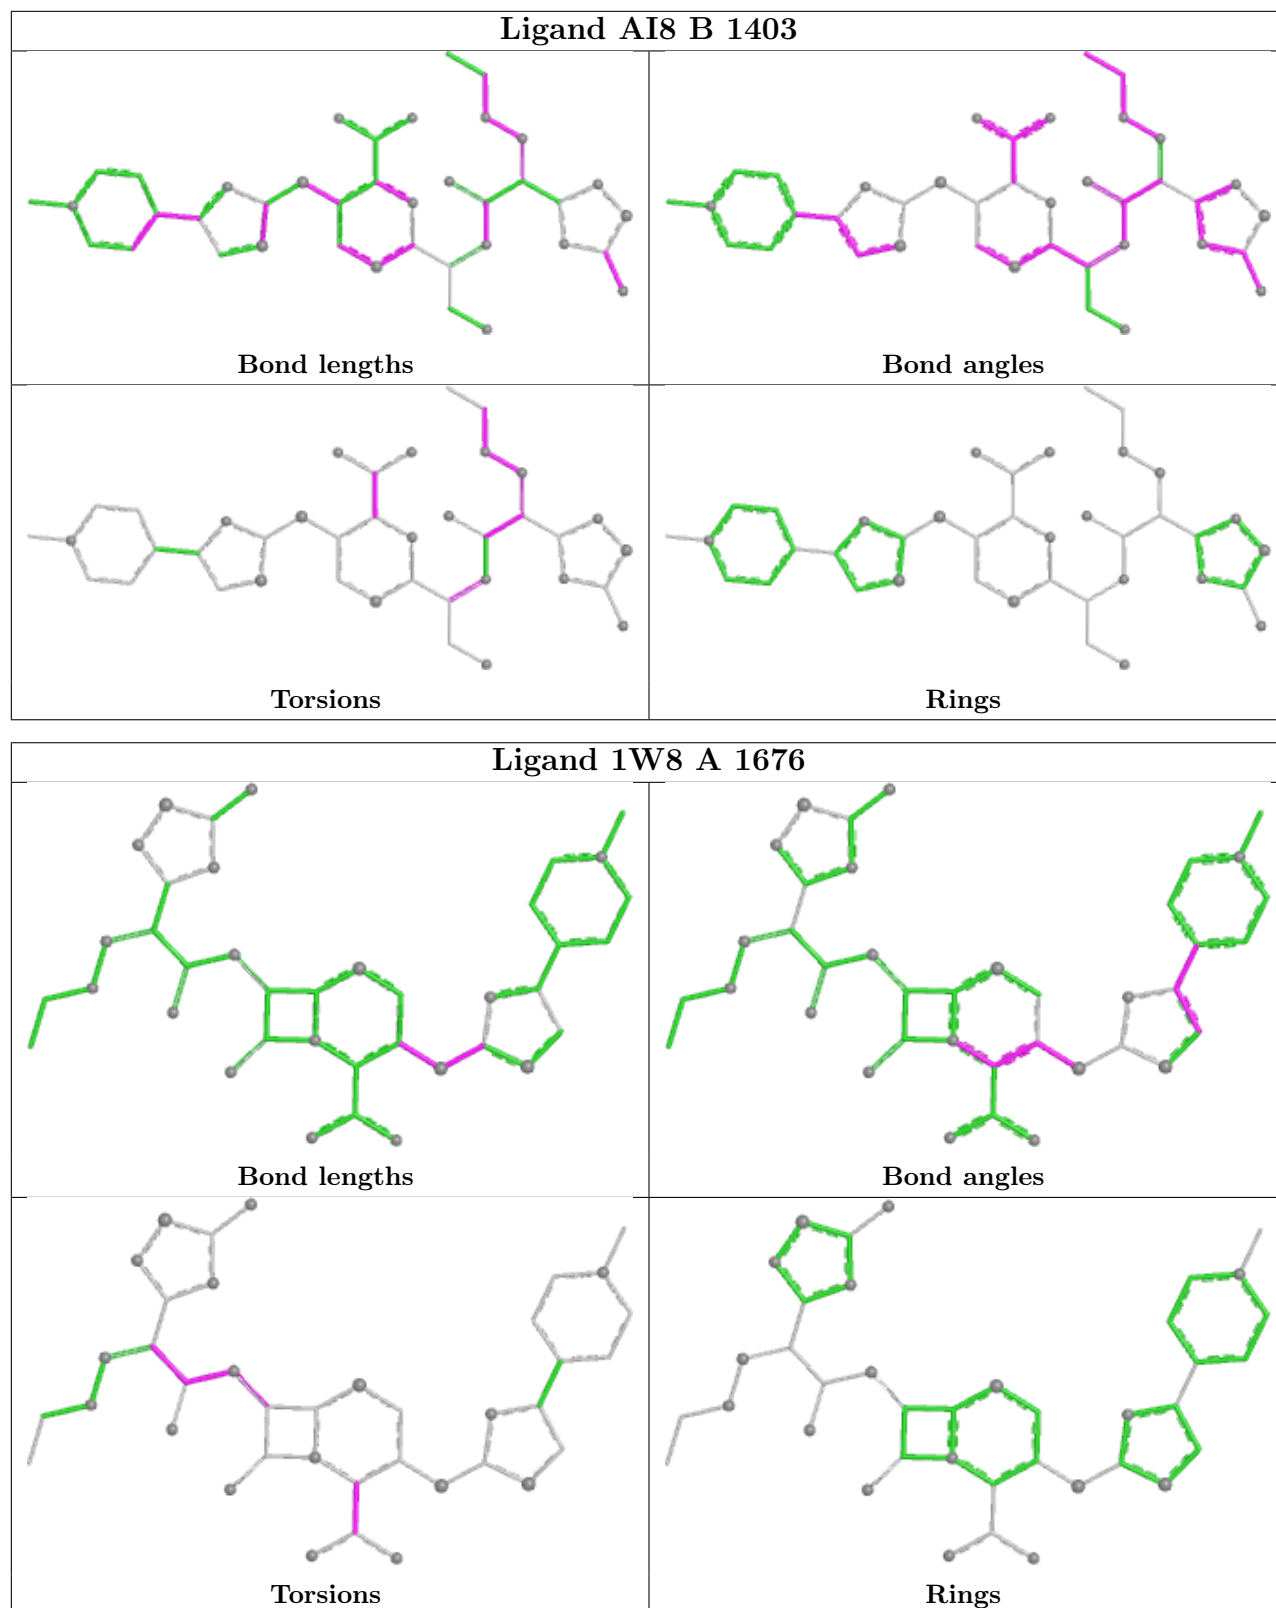 Ligand AI8 B 1403
Bond lengths
Bond angles
Torsions
Rings
Ligand 1W8 A 1676
Bond lengths
Bond angles
Torsions
Rings